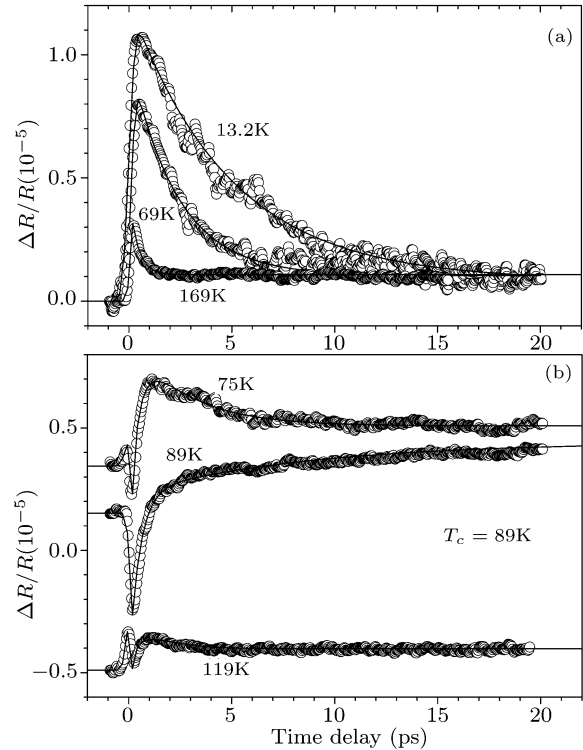 (a)
1.0
0.5
0.0
ΔR/R(10⁻⁵)
13.2K
69K
169K
0 5 10 15 20
(b)
0.5
0.0
−0.5
ΔR/R(10⁻⁵)
75K
89K
T_c = 89K
119K
0 5 10 15 20
Time delay (ps)